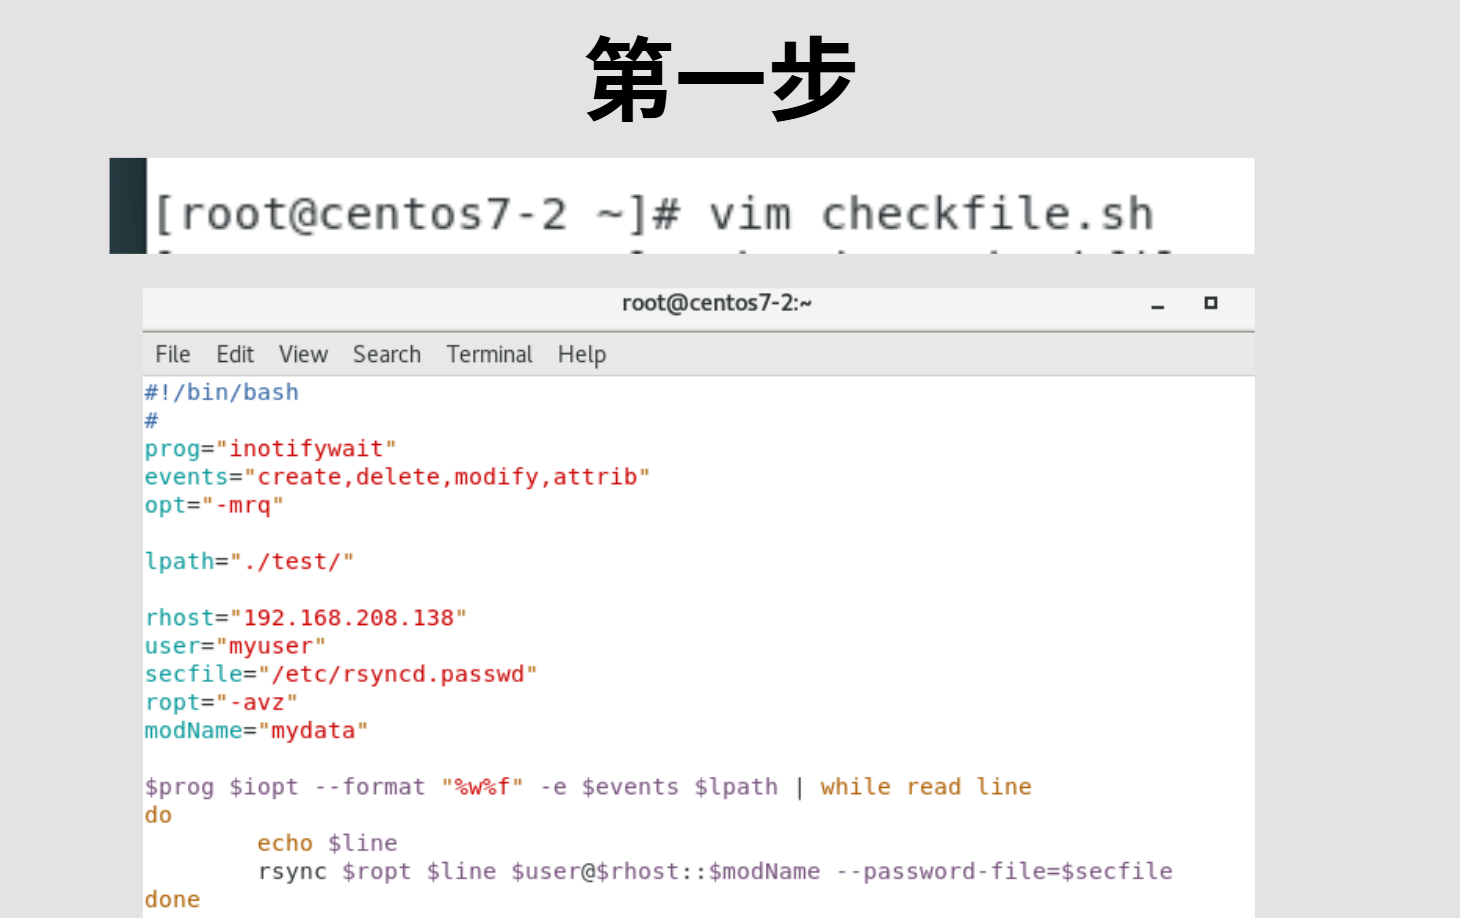 第一步
[root@centos7-2 ~]# vim checkfile.sh
root@centos7-2:~
File Edit View Search Terminal Help
#!/bin/bash
#
prog="inotifywait"
events="create,delete,modify,attrib"
opt="-mrq"
lpath="./test/"
rhost="192.168.208.138"
user="myuser"
secfile="/etc/rsyncd.passwd"
ropt="-avz"
modName="mydata"
$prog $iopt --format "%w%f" -e $events $lpath | while read line
do
        echo $line
        rsync $ropt $line $user@$rhost::$modName --password-file=$secfile
done